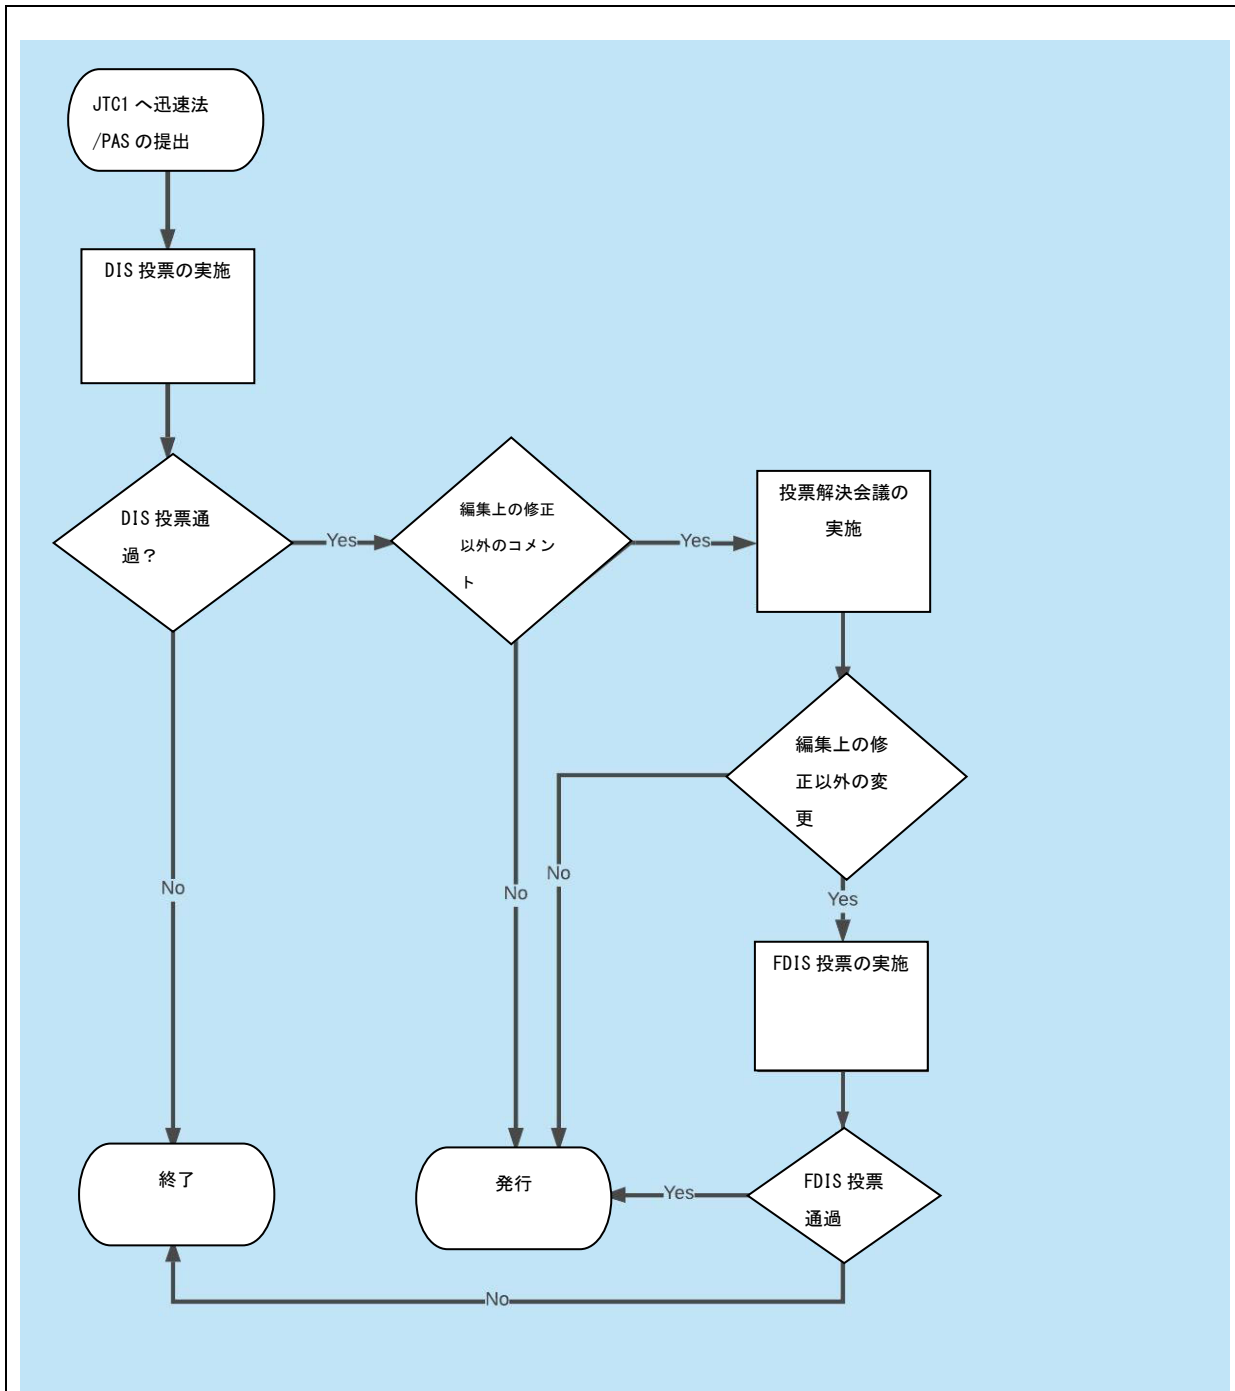 JTC1 へ迅速法
/PAS の提出
DIS 投票の実施
DIS 投票通
過？
Yes
編集上の修正
以外のコメン
ト
Yes
投票解決会議の
実施
編集上の修
正以外の変
更
No
No
No
Yes
FDIS 投票の実施
FDIS 投票
通過
Yes
発行
終了
No